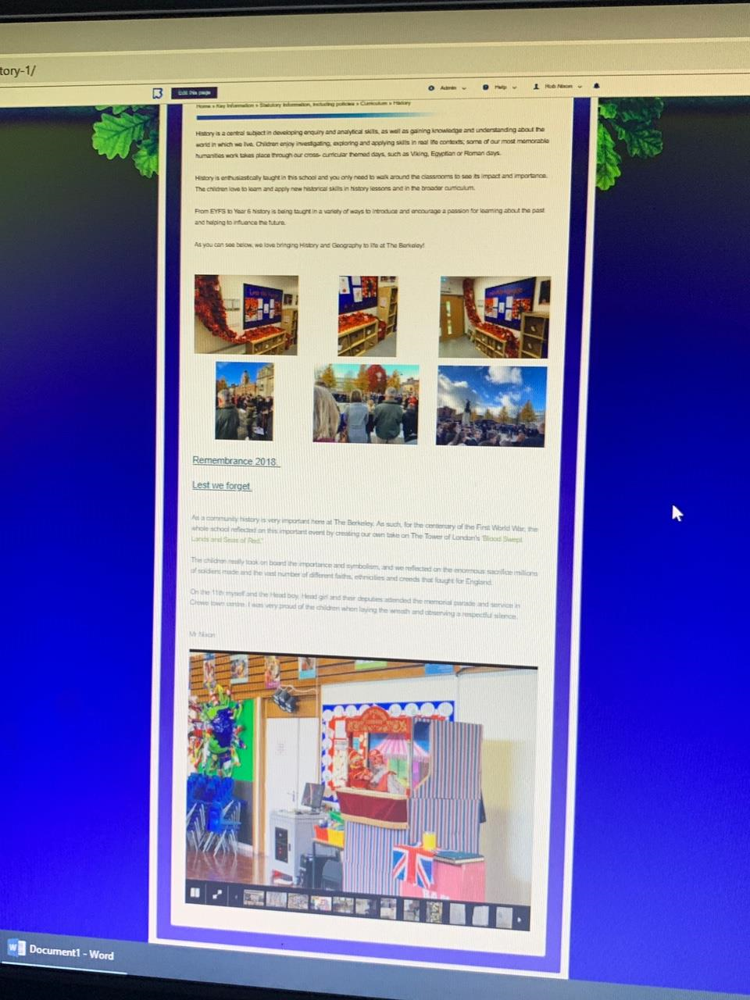 tory-1/
Edit this page
Admin
Help
Rob Nixon
Home » Key Information » Statutory Information, including policies » Curriculum » History
History is a central subject in developing enquiry and analytical skills, as well as gaining knowledge and understanding about the
world in which we live. Children enjoy investigating, exploring and applying skills in real life contexts; some of our most memorable
humanities work takes place through our cross- curricular themed days, such as Viking, Egyptian or Roman days.
History is enthusiastically taught in this school and you only need to walk around the classrooms to see its impact and importance.
The children love to learn and apply new historical skills in history lessons and in the broader curriculum.
From EYFS to Year 6 history is being taught in a variety of ways to introduce and encourage a passion for learning about the past
and helping to influence the future.
As you can see below, we love bringing History and Geography to life at The Berkeley!
Remembrance 2018.
Lest we forget.
As a community history is very important here at The Berkeley. As such, for the centenary of the First World War, the
whole school reflected on this important event by creating our own take on The Tower of London's 'Blood Swept
Lands and Seas of Red.'
The children really took on board the importance and symbolism, and we reflected on the enormous sacrifice millions
of soldiers made and the vast number of different faiths, ethnicities and creeds that fought for England.
On the 11th myself and the Head boy, Head girl and their deputies attended the memorial parade and service in
Crewe town centre. I was very proud of the children when laying the wreath and observing a respectful silence.
Mr Nixon
Document1 - Word